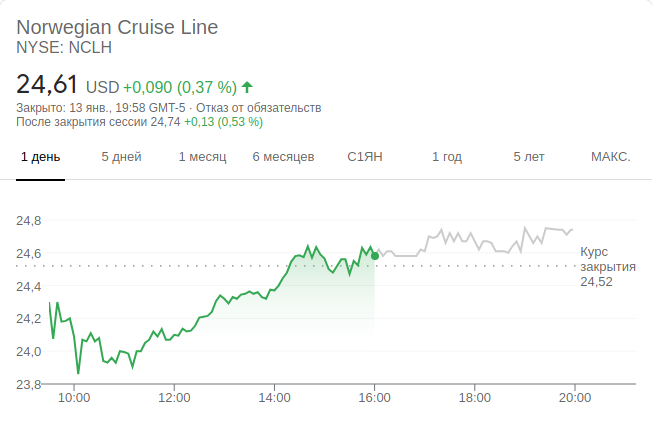 Norwegian Cruise Line
NYSE: NCLH
24,61 USD +0,090 (0,37 %)
Закрыто: 13 янв., 19:58 GMT-5 · Отказ от обязательств
После закрытия сессии 24,74 +0,13 (0,53 %)
1 день 5 дней 1 месяц 6 месяцев С1ЯН 1 год 5 лет МАКС.
24,8
24,6
24,4
24,2
24,0
23,8
Курс
закрытия
24,52
10:00 12:00 14:00 16:00 18:00 20:00